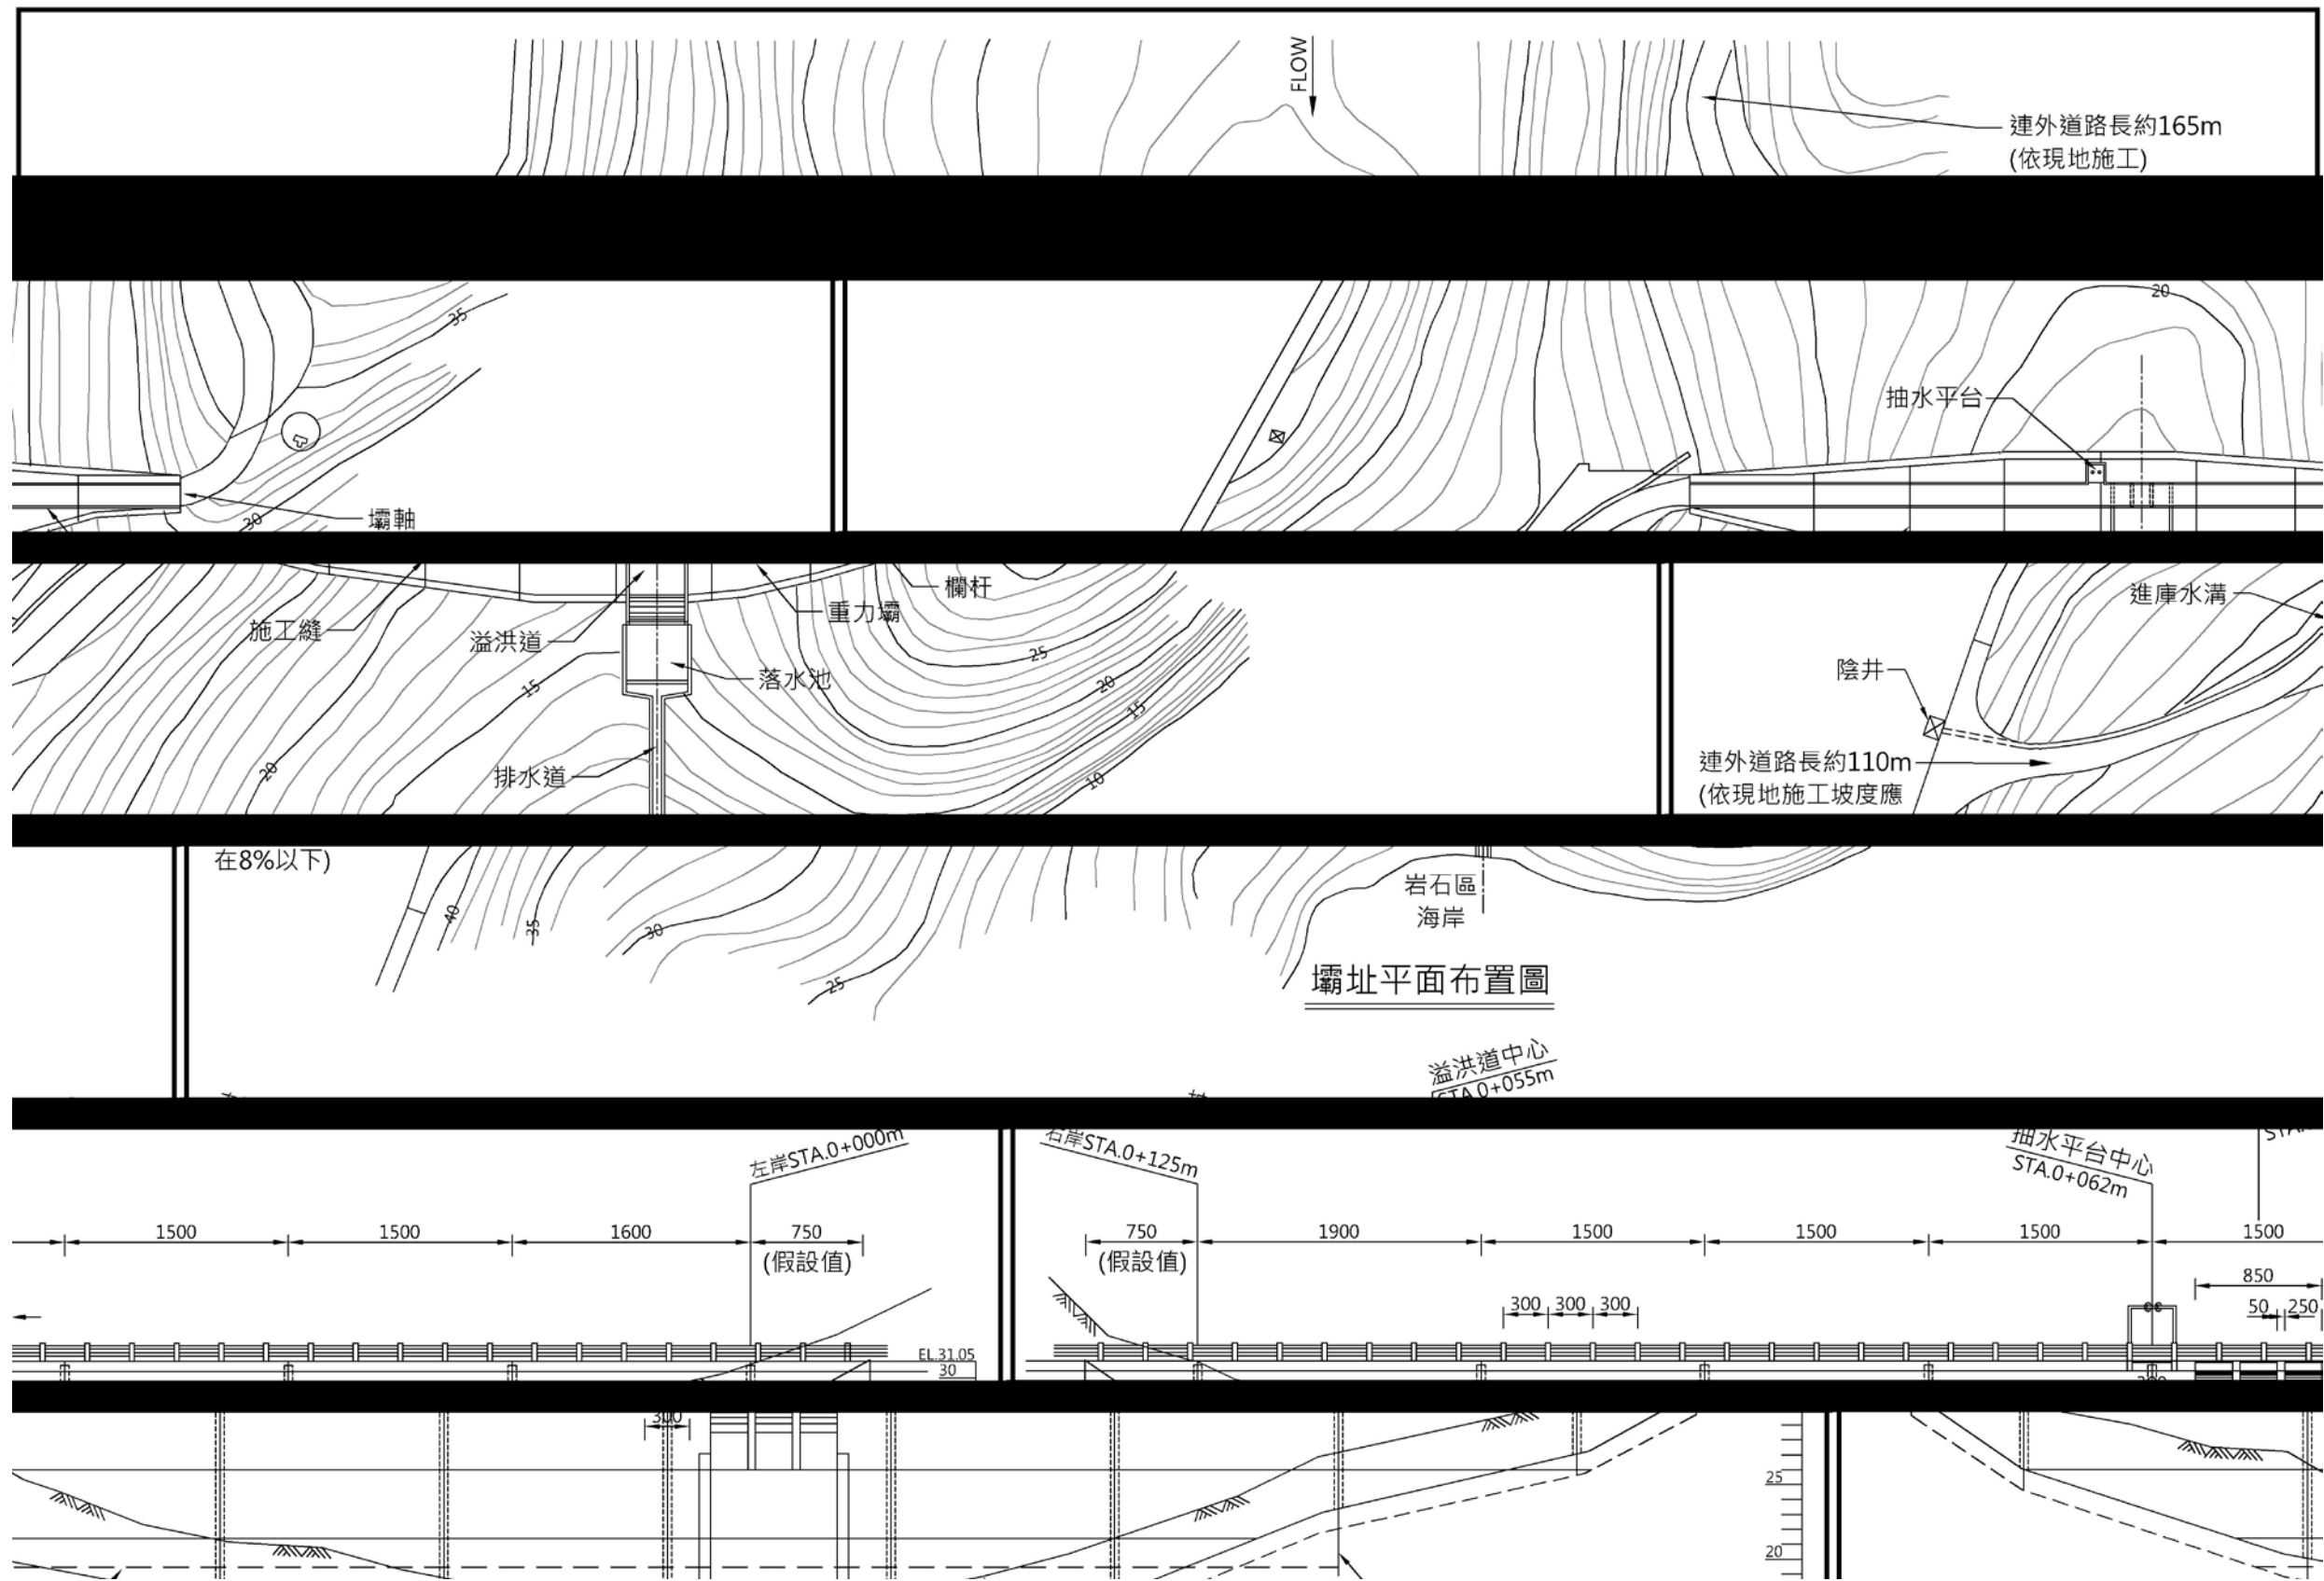 FLOW
連外道路長約165m
(依現地施工)
35
30
壩軸
20
抽水平台
施工縫
溢洪道
重力壩
欄杆
落水池
排水道
15
20
25
20
15
10
進庫水溝
陰井
連外道路長約110m
(依現地施工坡度應
在8%以下)
40
35
30
25
岩石區
海岸
壩址平面布置圖
溢洪道中心
STA.0+055m
左岸STA.0+000m
右岸STA.0+125m
抽水平台中心
STA.0+062m
1500
1500
1600
750
(假設值)
750
(假設值)
1900
1500
1500
1500
1500
850
300
300
300
50
250
EL.31.05
30
300
25
20